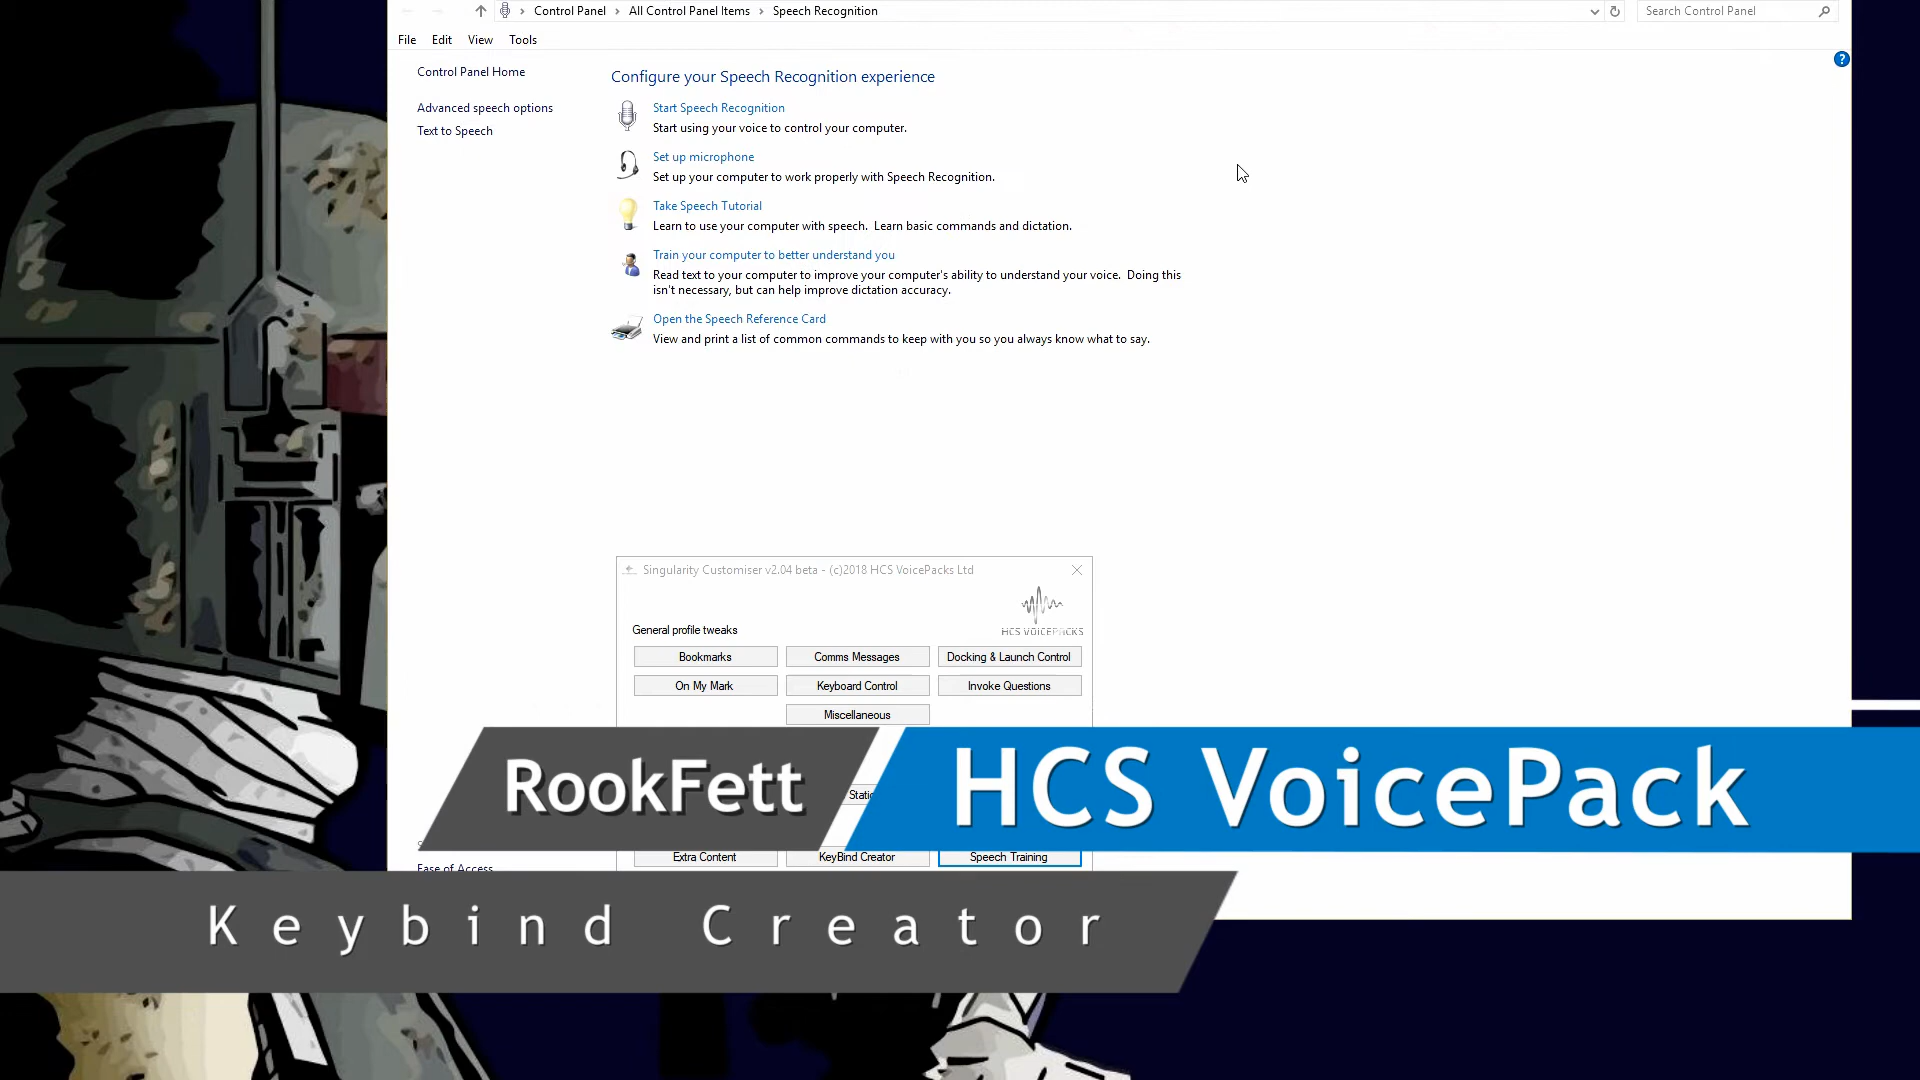 Control Panel > All Control Panel Items > Speech Recognition
Search Control Panel
File Edit View Tools
?
Control Panel Home
Advanced speech options
Text to Speech
Configure your Speech Recognition experience
Start Speech Recognition
Start using your voice to control your computer.
Set up microphone
Set up your computer to work properly with Speech Recognition.
Take Speech Tutorial
Learn to use your computer with speech. Learn basic commands and dictation.
Train your computer to better understand you
Read text to your computer to improve your computer's ability to understand your voice. Doing this
isn't necessary, but can help improve dictation accuracy.
Open the Speech Reference Card
View and print a list of common commands to keep with you so you always know what to say.
Singularity Customiser v2.04 beta - (c)2018 HCS VoicePacks Ltd
HCS VOICEPACKS
General profile tweaks
Bookmarks Comms Messages Docking & Launch Control
On My Mark Keyboard Control Invoke Questions
Miscellaneous
RookFett HCS VoicePack
Extra Content KeyBind Creator Speech Training
Ease of Access
Keybind Creator